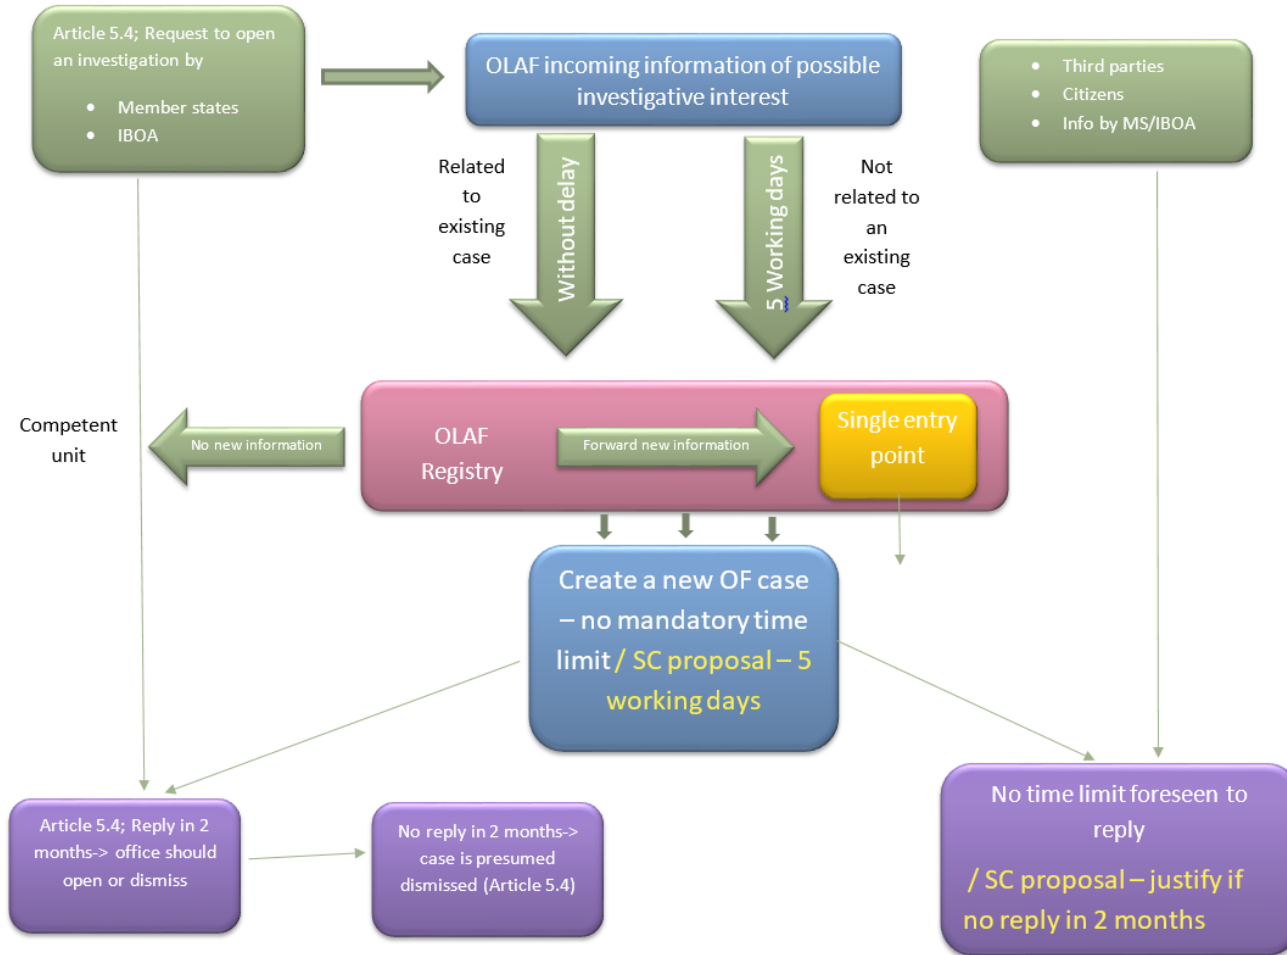 Article 5.4; Request to open
an investigation by
• Member states
• IBOA
OLAF incoming information of possible
investigative interest
• Third parties
• Citizens
• Info by MS/IBOA
Related
to
existing
case
Without delay
5 Working days
Not
related to
an
existing
case
Competent
unit
No new information
OLAF
Registry
Forward new information
Single entry
point
Create a new OF case
– no mandatory time
limit / SC proposal – 5
working days
Article 5.4; Reply in 2
months-> office should
open or dismiss
No reply in 2 months->
case is presumed
dismissed (Article 5.4)
No time limit foreseen to
reply
/ SC proposal – justify if
no reply in 2 months